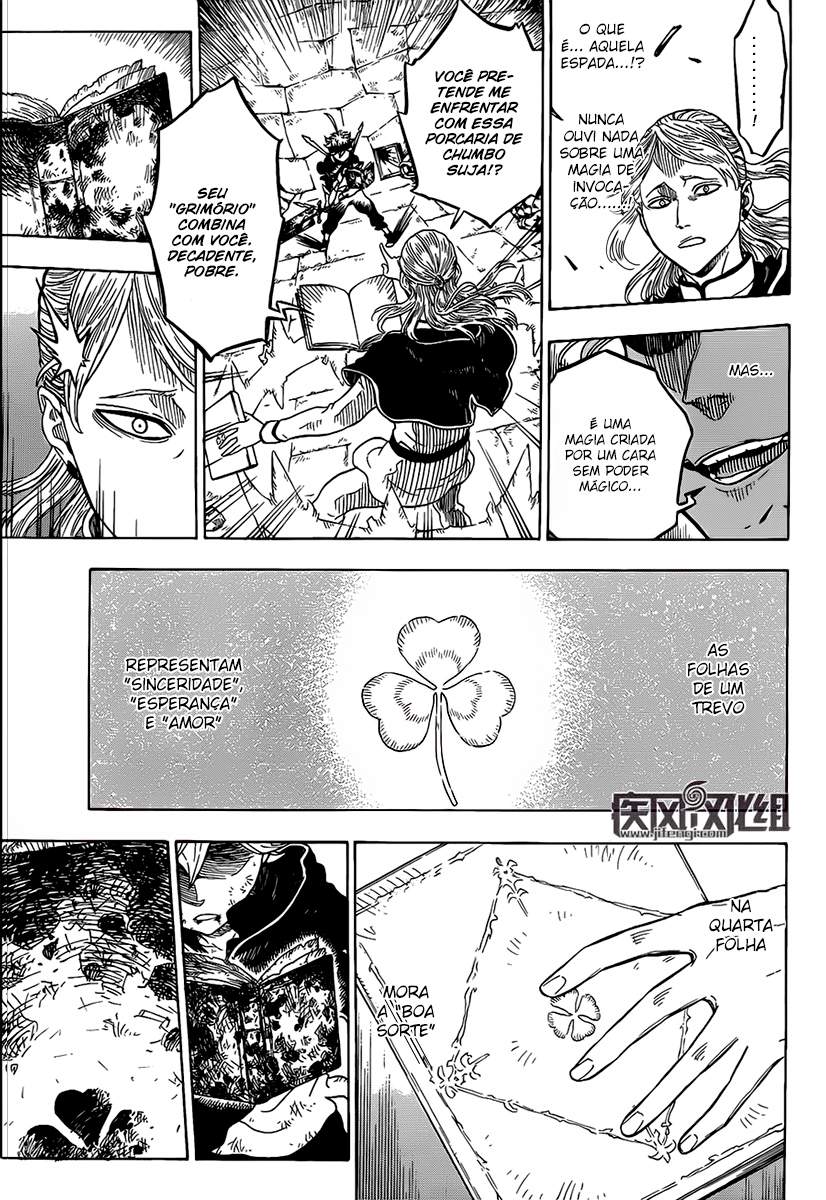 .........!
O QUE
É... AQUELA
ESPADA...!?
NUNCA
OUVI NADA
SOBRE UMA
MAGIA DE
INVOCA-
ÇÃO......!!
VOCÊ PRE-
TENDE ME
ENFRENTAR
COM ESSA
PORCARIA DE
CHUMBO
SUJA!?
SEU
"GRIMÓRIO"
COMBINA
COM VOCÊ.
DECADENTE,
POBRE.
MAS...
É UMA
MAGIA CRIADA
POR UM CARA
SEM PODER
MÁGICO...
AS
FOLHAS
DE UM
TREVO
REPRESENTAM
"SINCERIDADE",
"ESPERANÇA"
E "AMOR"
疾风汉化组
www.jifengi.com
NA
QUARTA
FOLHA
MORA
A "BOA
SORTE"